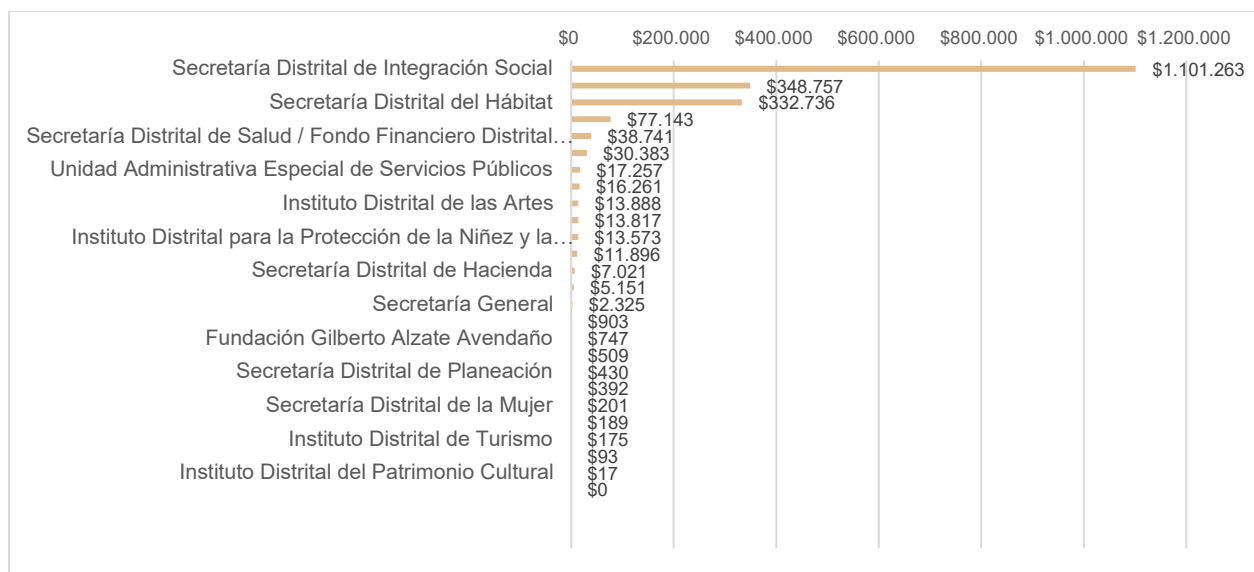 $0 $200.000 $400.000 $600.000 $800.000 $1.000.000 $1.200.000
Secretaría Distrital de Integración Social $1.101.263
$348.757
Secretaría Distrital del Hábitat $332.736
$77.143
Secretaría Distrital de Salud / Fondo Financiero Distrital… $38.741
$30.383
Unidad Administrativa Especial de Servicios Públicos $17.257
$16.261
Instituto Distrital de las Artes $13.888
$13.817
Instituto Distrital para la Protección de la Niñez y la… $13.573
$11.896
Secretaría Distrital de Hacienda $7.021
$5.151
Secretaría General $2.325
$903
Fundación Gilberto Alzate Avendaño $747
$509
Secretaría Distrital de Planeación $430
$392
Secretaría Distrital de la Mujer $201
$189
Instituto Distrital de Turismo $175
$93
Instituto Distrital del Patrimonio Cultural $17
$0